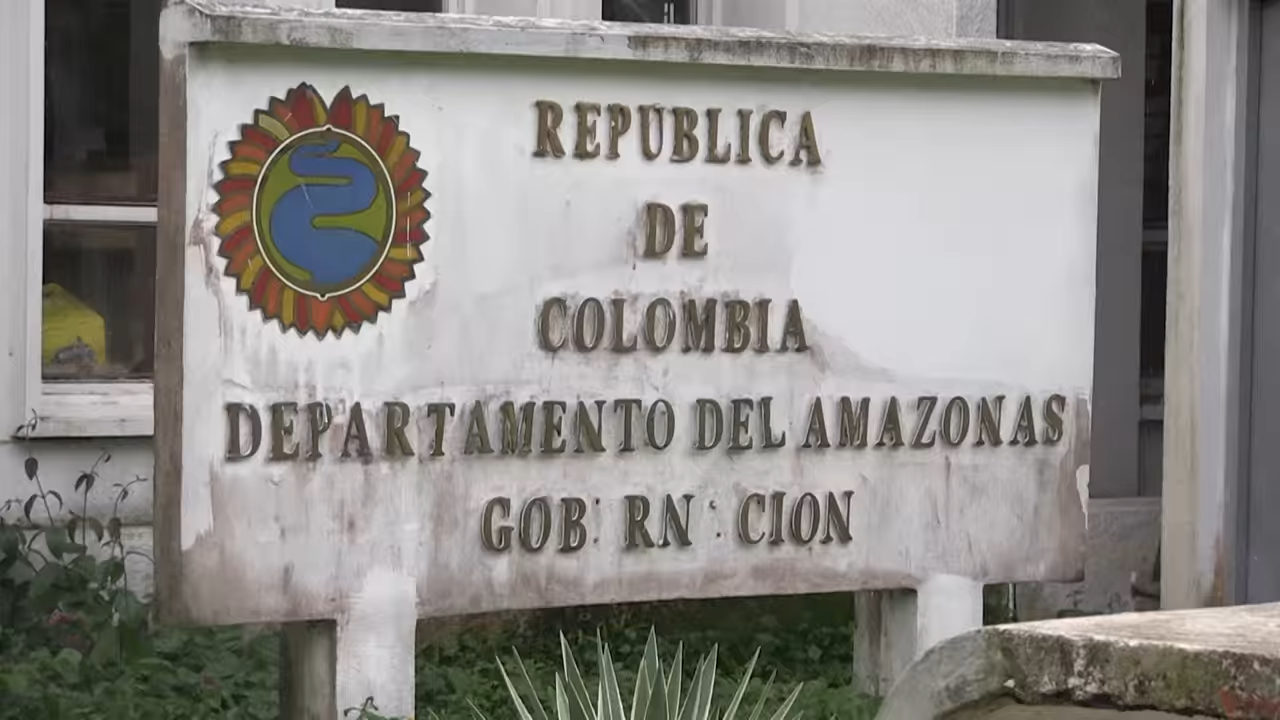 REPUBLICA
DE
COLOMBIA
DEPARTAMENTO DEL AMAZONAS
GOB RN CION